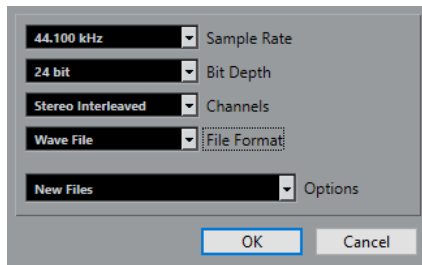 44.100 kHz Sample Rate
24 bit Bit Depth
Stereo Interleaved Channels
Wave File File Format
New Files Options
OK Cancel